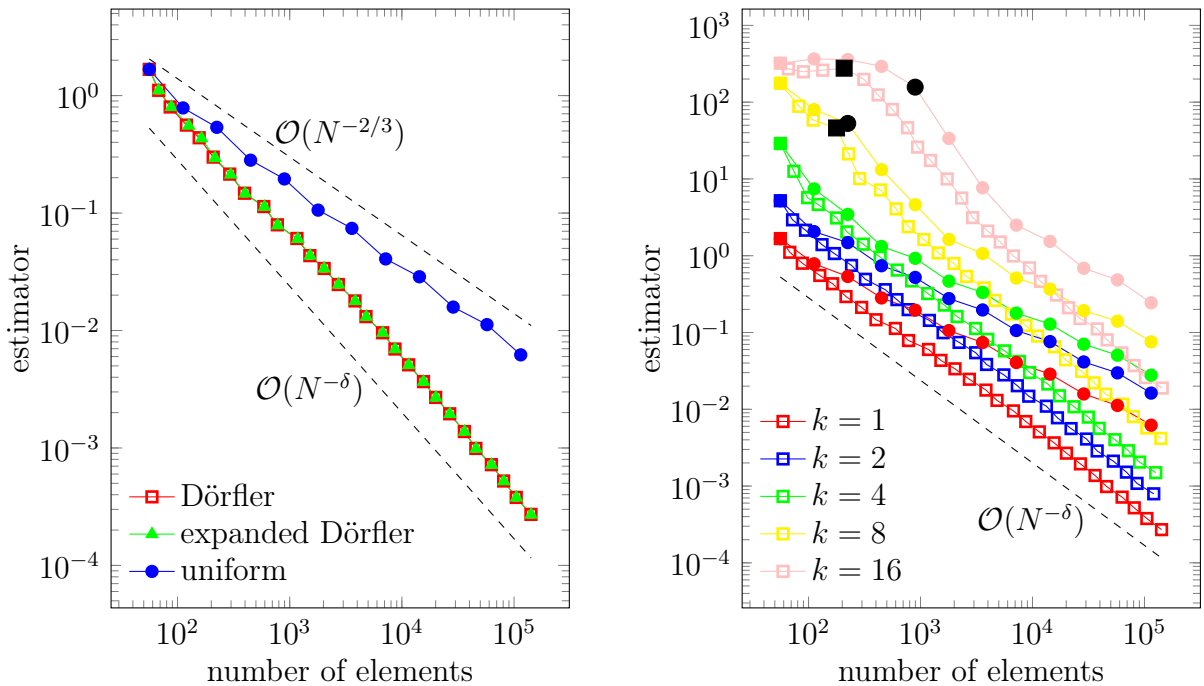 10^0
10^{-1}
10^{-2}
10^{-3}
10^{-4}
estimator
O(N^{-2/3})
O(N^{-δ})
Dörfler
expanded Dörfler
uniform
10^2
10^3
10^4
10^5
number of elements
10^3
10^2
10^1
10^0
10^{-1}
10^{-2}
10^{-3}
10^{-4}
estimator
k = 1
k = 2
k = 4
k = 8
k = 16
O(N^{-δ})
10^2
10^3
10^4
10^5
number of elements